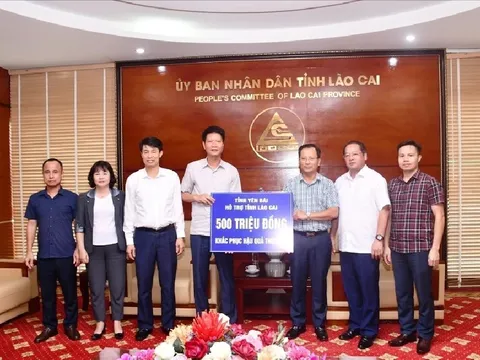 ỦY BAN NHÂN DÂN TỈNH LÀO CAI
PEOPLE'S COMMITTEE OF LAO CAI PROVINCE
TỈNH YÊN BÁI
HỖ TRỢ TỈNH LÀO CAI
500 TRIỆU ĐỒNG
KHẮC PHỤC HẬU QUẢ